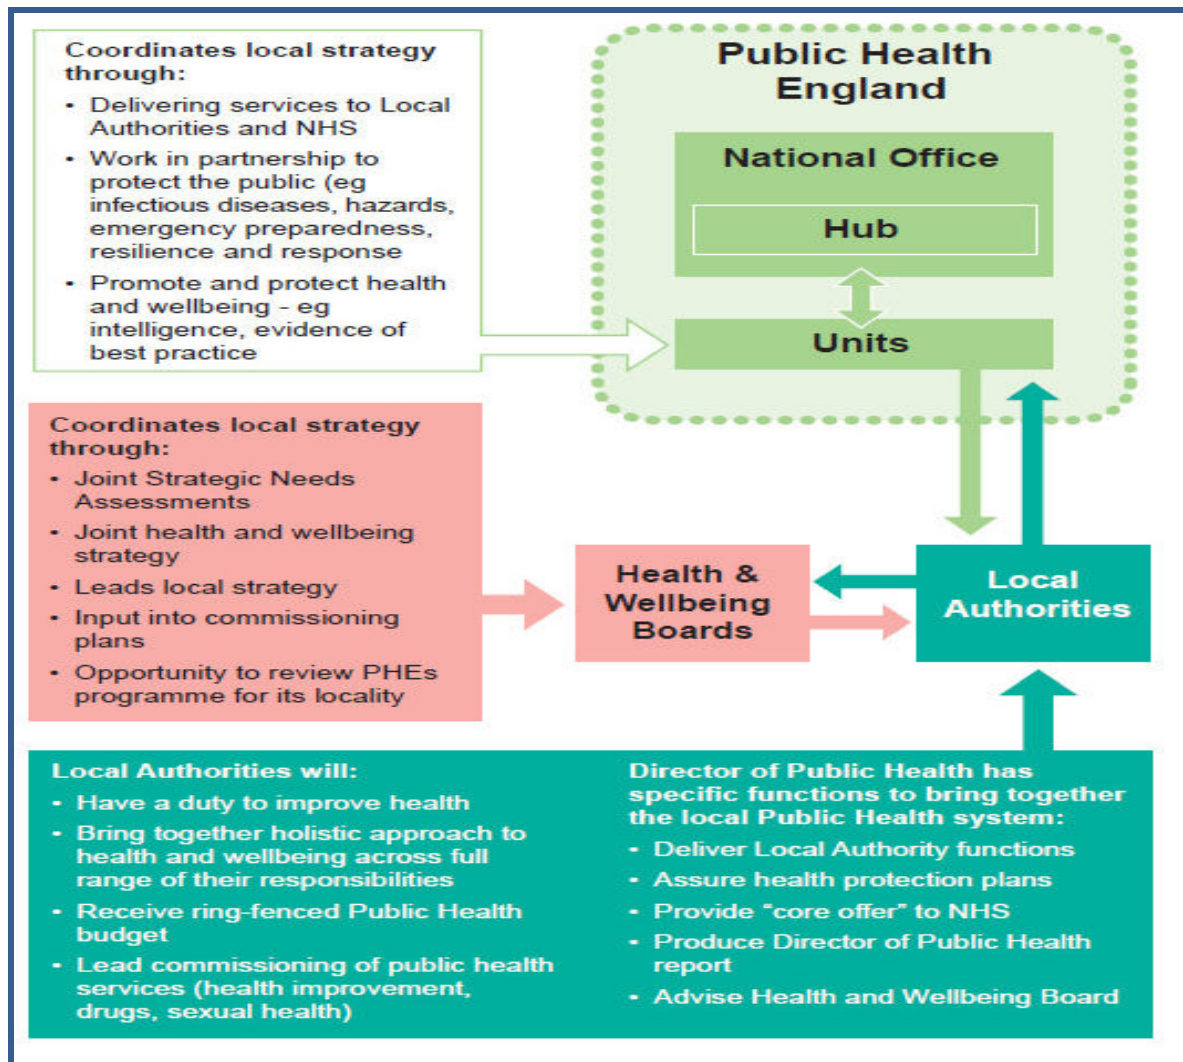 Coordinates local strategy
through:
• Delivering services to Local
Authorities and NHS
• Work in partnership to
protect the public (eg
infectious diseases, hazards,
emergency preparedness,
resilience and response
• Promote and protect health
and wellbeing - eg
intelligence, evidence of
best practice
Public Health
England
National Office
Hub
Units
Coordinates local strategy
through:
• Joint Strategic Needs
Assessments
• Joint health and wellbeing
strategy
• Leads local strategy
• Input into commissioning
plans
• Opportunity to review PHEs
programme for its locality
Health &
Wellbeing
Boards
Local
Authorities
Local Authorities will:
• Have a duty to improve health
• Bring together holistic approach to
health and wellbeing across full
range of their responsibilities
• Receive ring-fenced Public Health
budget
• Lead commissioning of public health
services (health improvement,
drugs, sexual health)
Director of Public Health has
specific functions to bring together
the local Public Health system:
• Deliver Local Authority functions
• Assure health protection plans
• Provide “core offer” to NHS
• Produce Director of Public Health
report
• Advise Health and Wellbeing Board